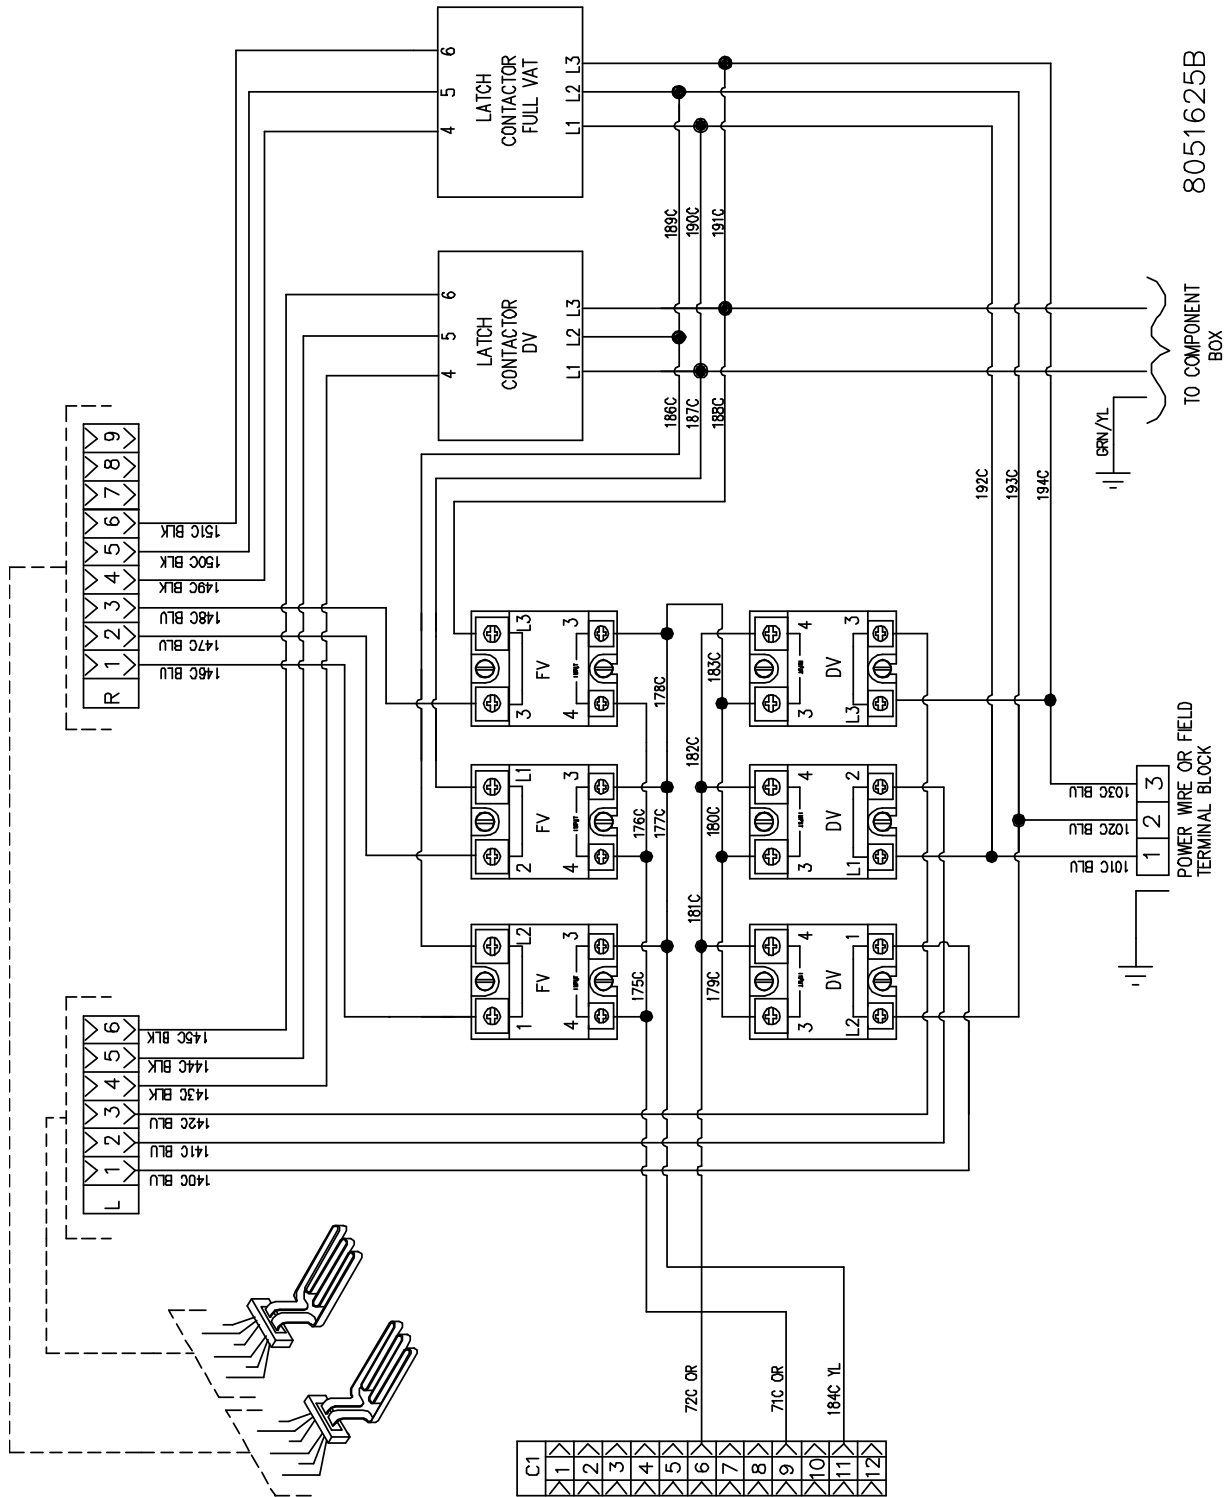 6
5
4
LATCH
CONTACTOR
FULL VAT
L3
L2
L1
8051625B
189C
190C
191C
6
5
4
LATCH
CONTACTOR
DV
L3
L2
L1
186C
187C
188C
TO COMPONENT
BOX
GRN/YL
192C
193C
194C
R
1
2
3
4
5
6
7
8
9
151C BLK
150C BLK
149C BLK
148C BLU
147C BLU
146C BLU
L3
3
FV
3
4
L1
2
FV
3
4
L2
1
FV
3
4
178C
183C
182C
176C
177C
180C
181C
175C
179C
4
3
DV
3
L3
4
3
DV
2
L1
4
3
DV
1
L2
103C BLU
102C BLU
101C BLU
1
2
3
POWER WIRE OR FIELD
TERMINAL BLOCK
L
1
2
3
4
5
6
145C BLK
144C BLK
143C BLK
142C BLU
141C BLU
140C BLU
72C OR
71C OR
184C YL
C1
1
2
3
4
5
6
7
8
9
10
11
12